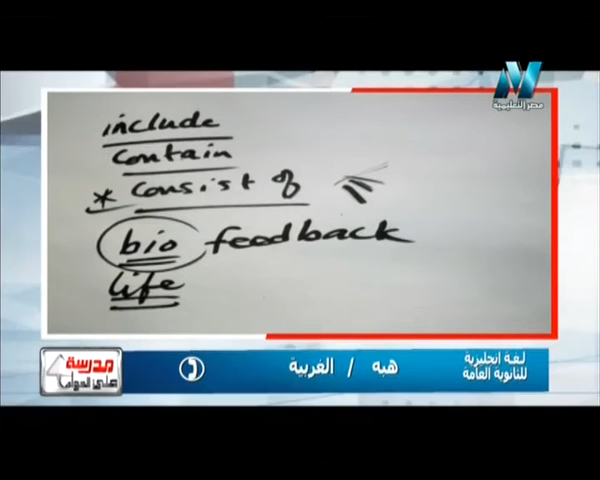 مصر التعليمية
include
contain
* consist of
bio feedback
life
مدرسة
على الهواء
هبه / الغربية
لغة انجليزية
للثانوية العامة